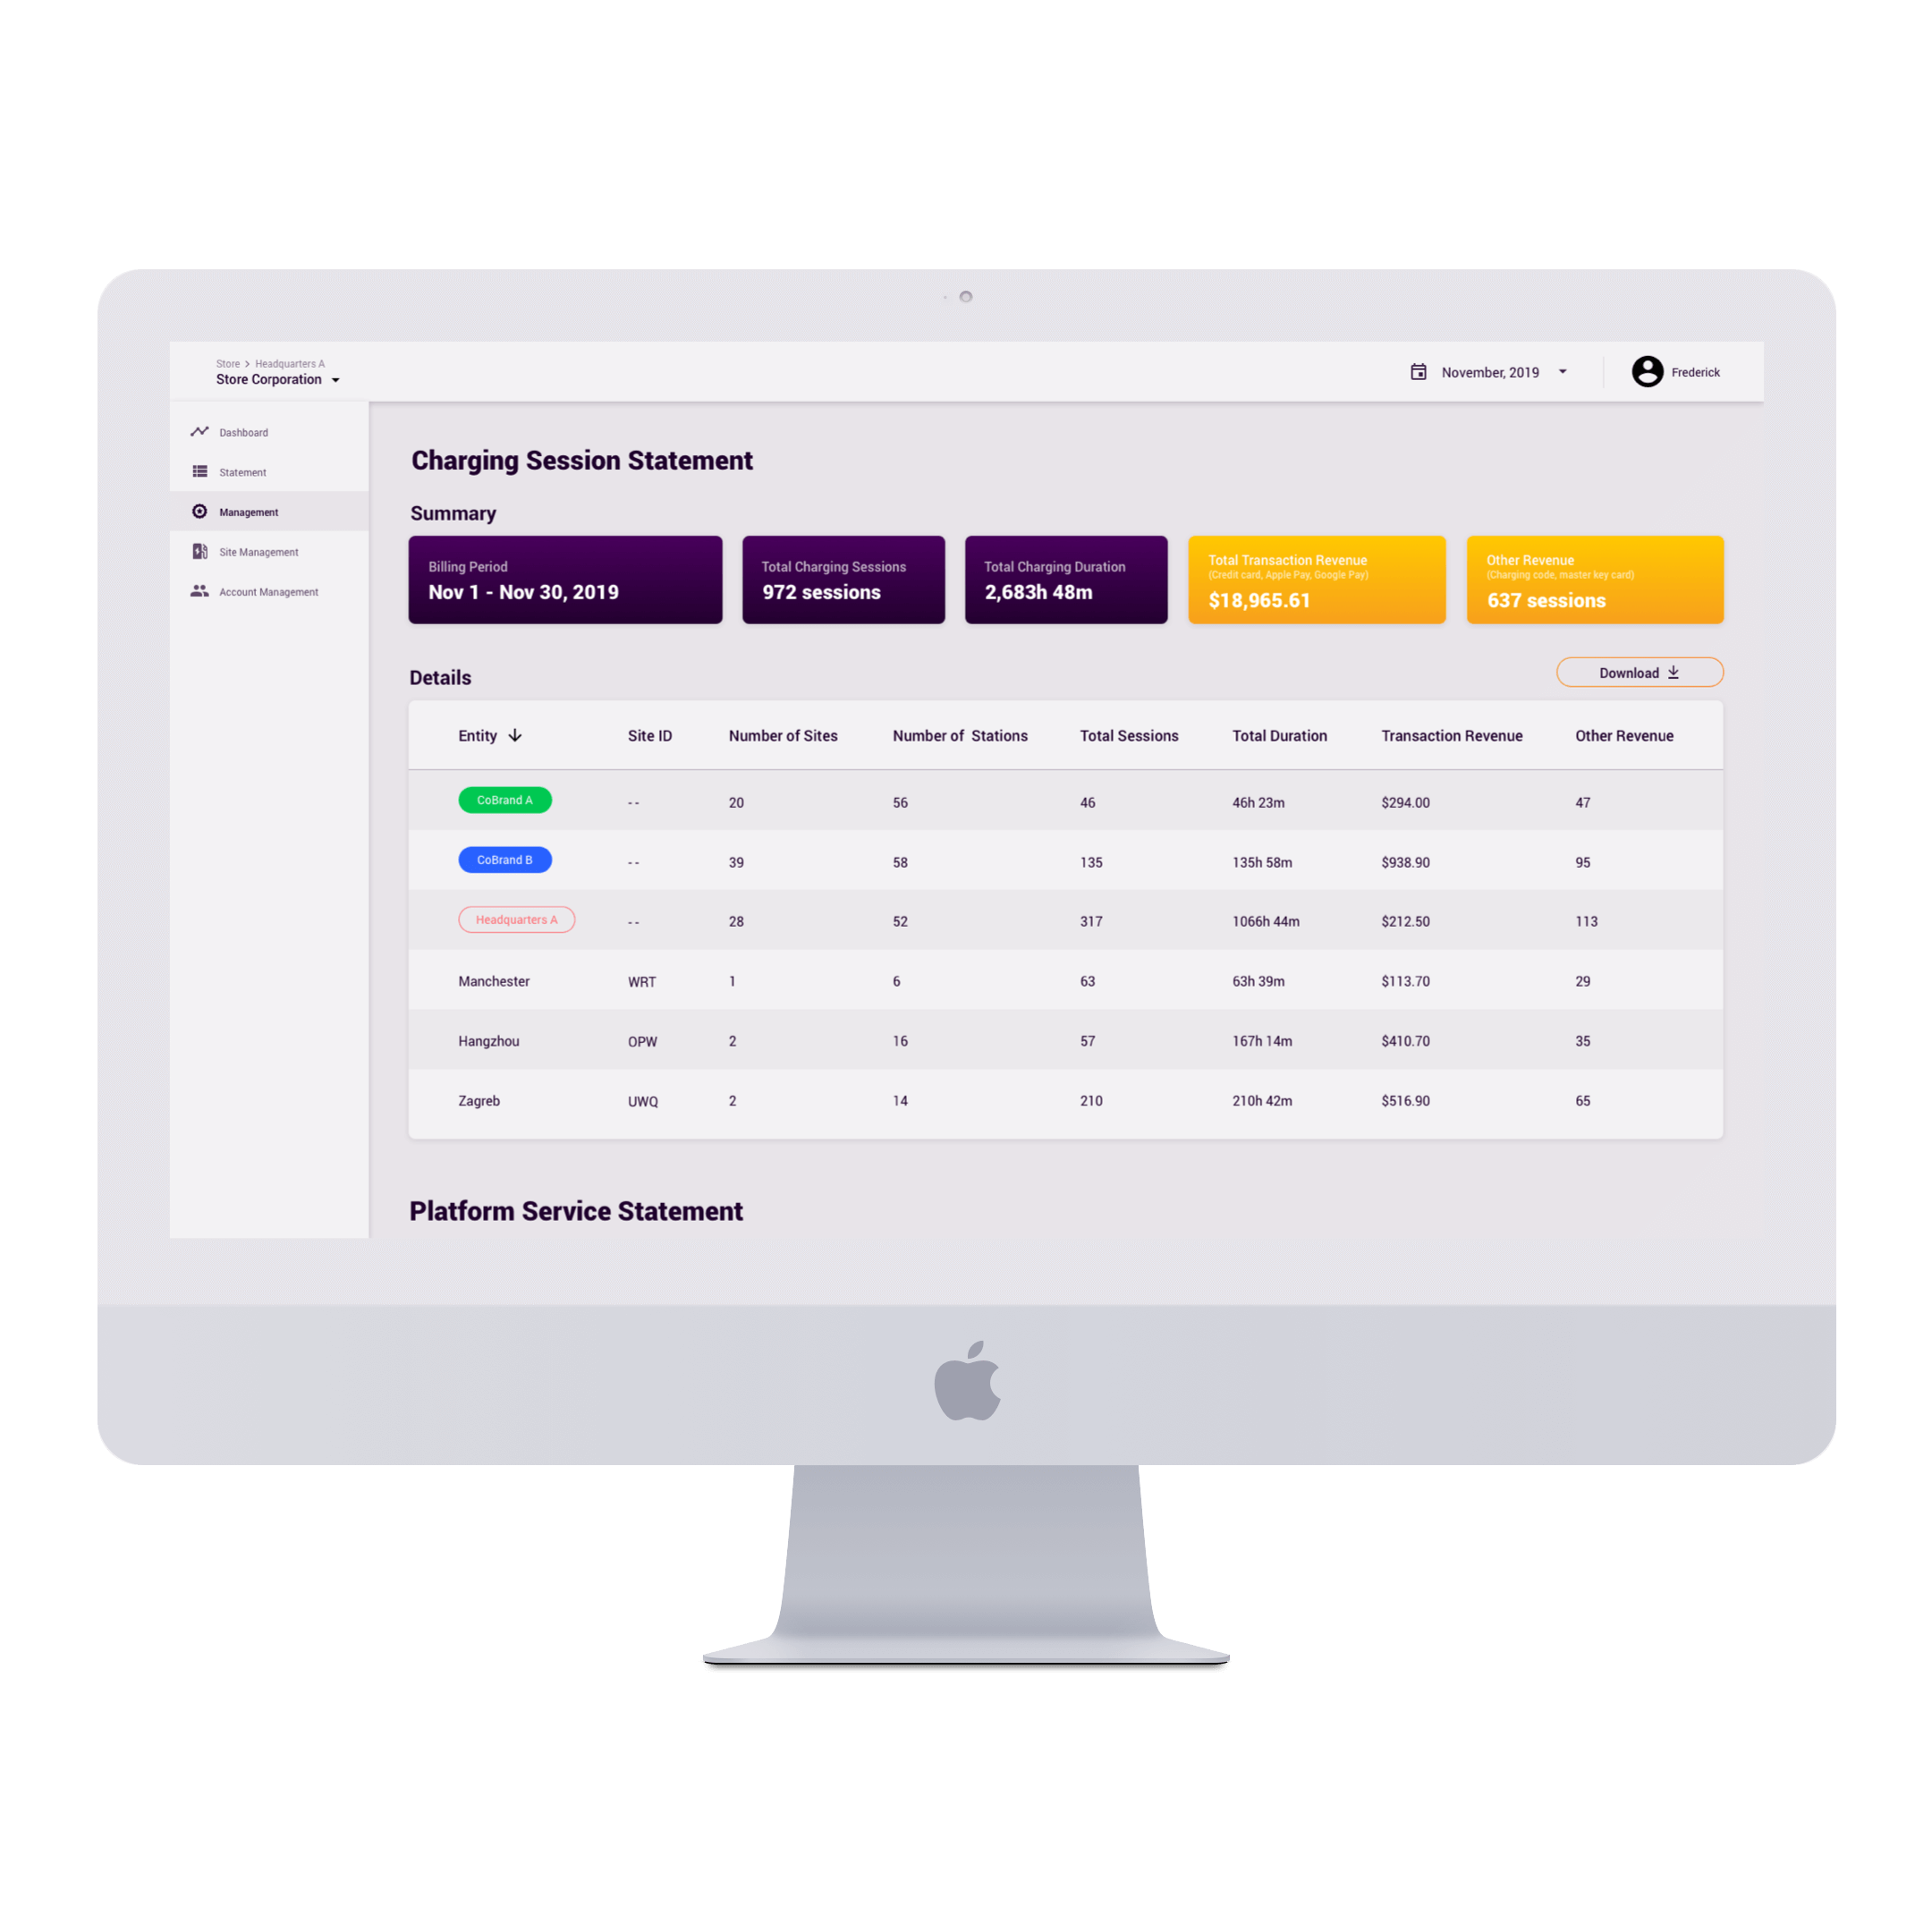 Store > Headquarters A
Store Corporation
November, 2019
Frederick
Dashboard
Statement
Management
Site Management
Account Management
Charging Session Statement
Summary
Billing Period
Nov 1 - Nov 30, 2019
Total Charging Sessions
972 sessions
Total Charging Duration
2,683h 48m
Total Transaction Revenue
(Credit card, Apple Pay, Google Pay)
$18,965.61
Other Revenue
(Charging code, master key card)
637 sessions
Details
Download
Entity Site ID Number of Sites Number of Stations Total Sessions Total Duration Transaction Revenue Other Revenue
CoBrand A -- 20 56 46 46h 23m $294.00 47
CoBrand B -- 39 58 135 135h 58m $938.90 95
Headquarters A -- 28 52 317 1066h 44m $212.50 113
Manchester WRT 1 6 63 63h 39m $113.70 29
Hangzhou OPW 2 16 57 167h 14m $410.70 35
Zagreb UWQ 2 14 210 210h 42m $516.90 65
Platform Service Statement